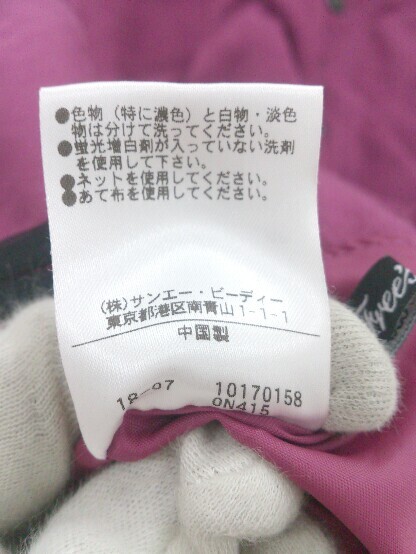 ●色物（特に濃色）と白物・淡色
物は分けて洗ってください。
●蛍光増白剤が入っていない洗剤
を使用して下さい。
●ネットを使用してください。
●あて布を使用してください。
(株)サンエー・ビーディー
東京都港区南青山1-1-1
中国製
18-07 10170158
ON415
Free's